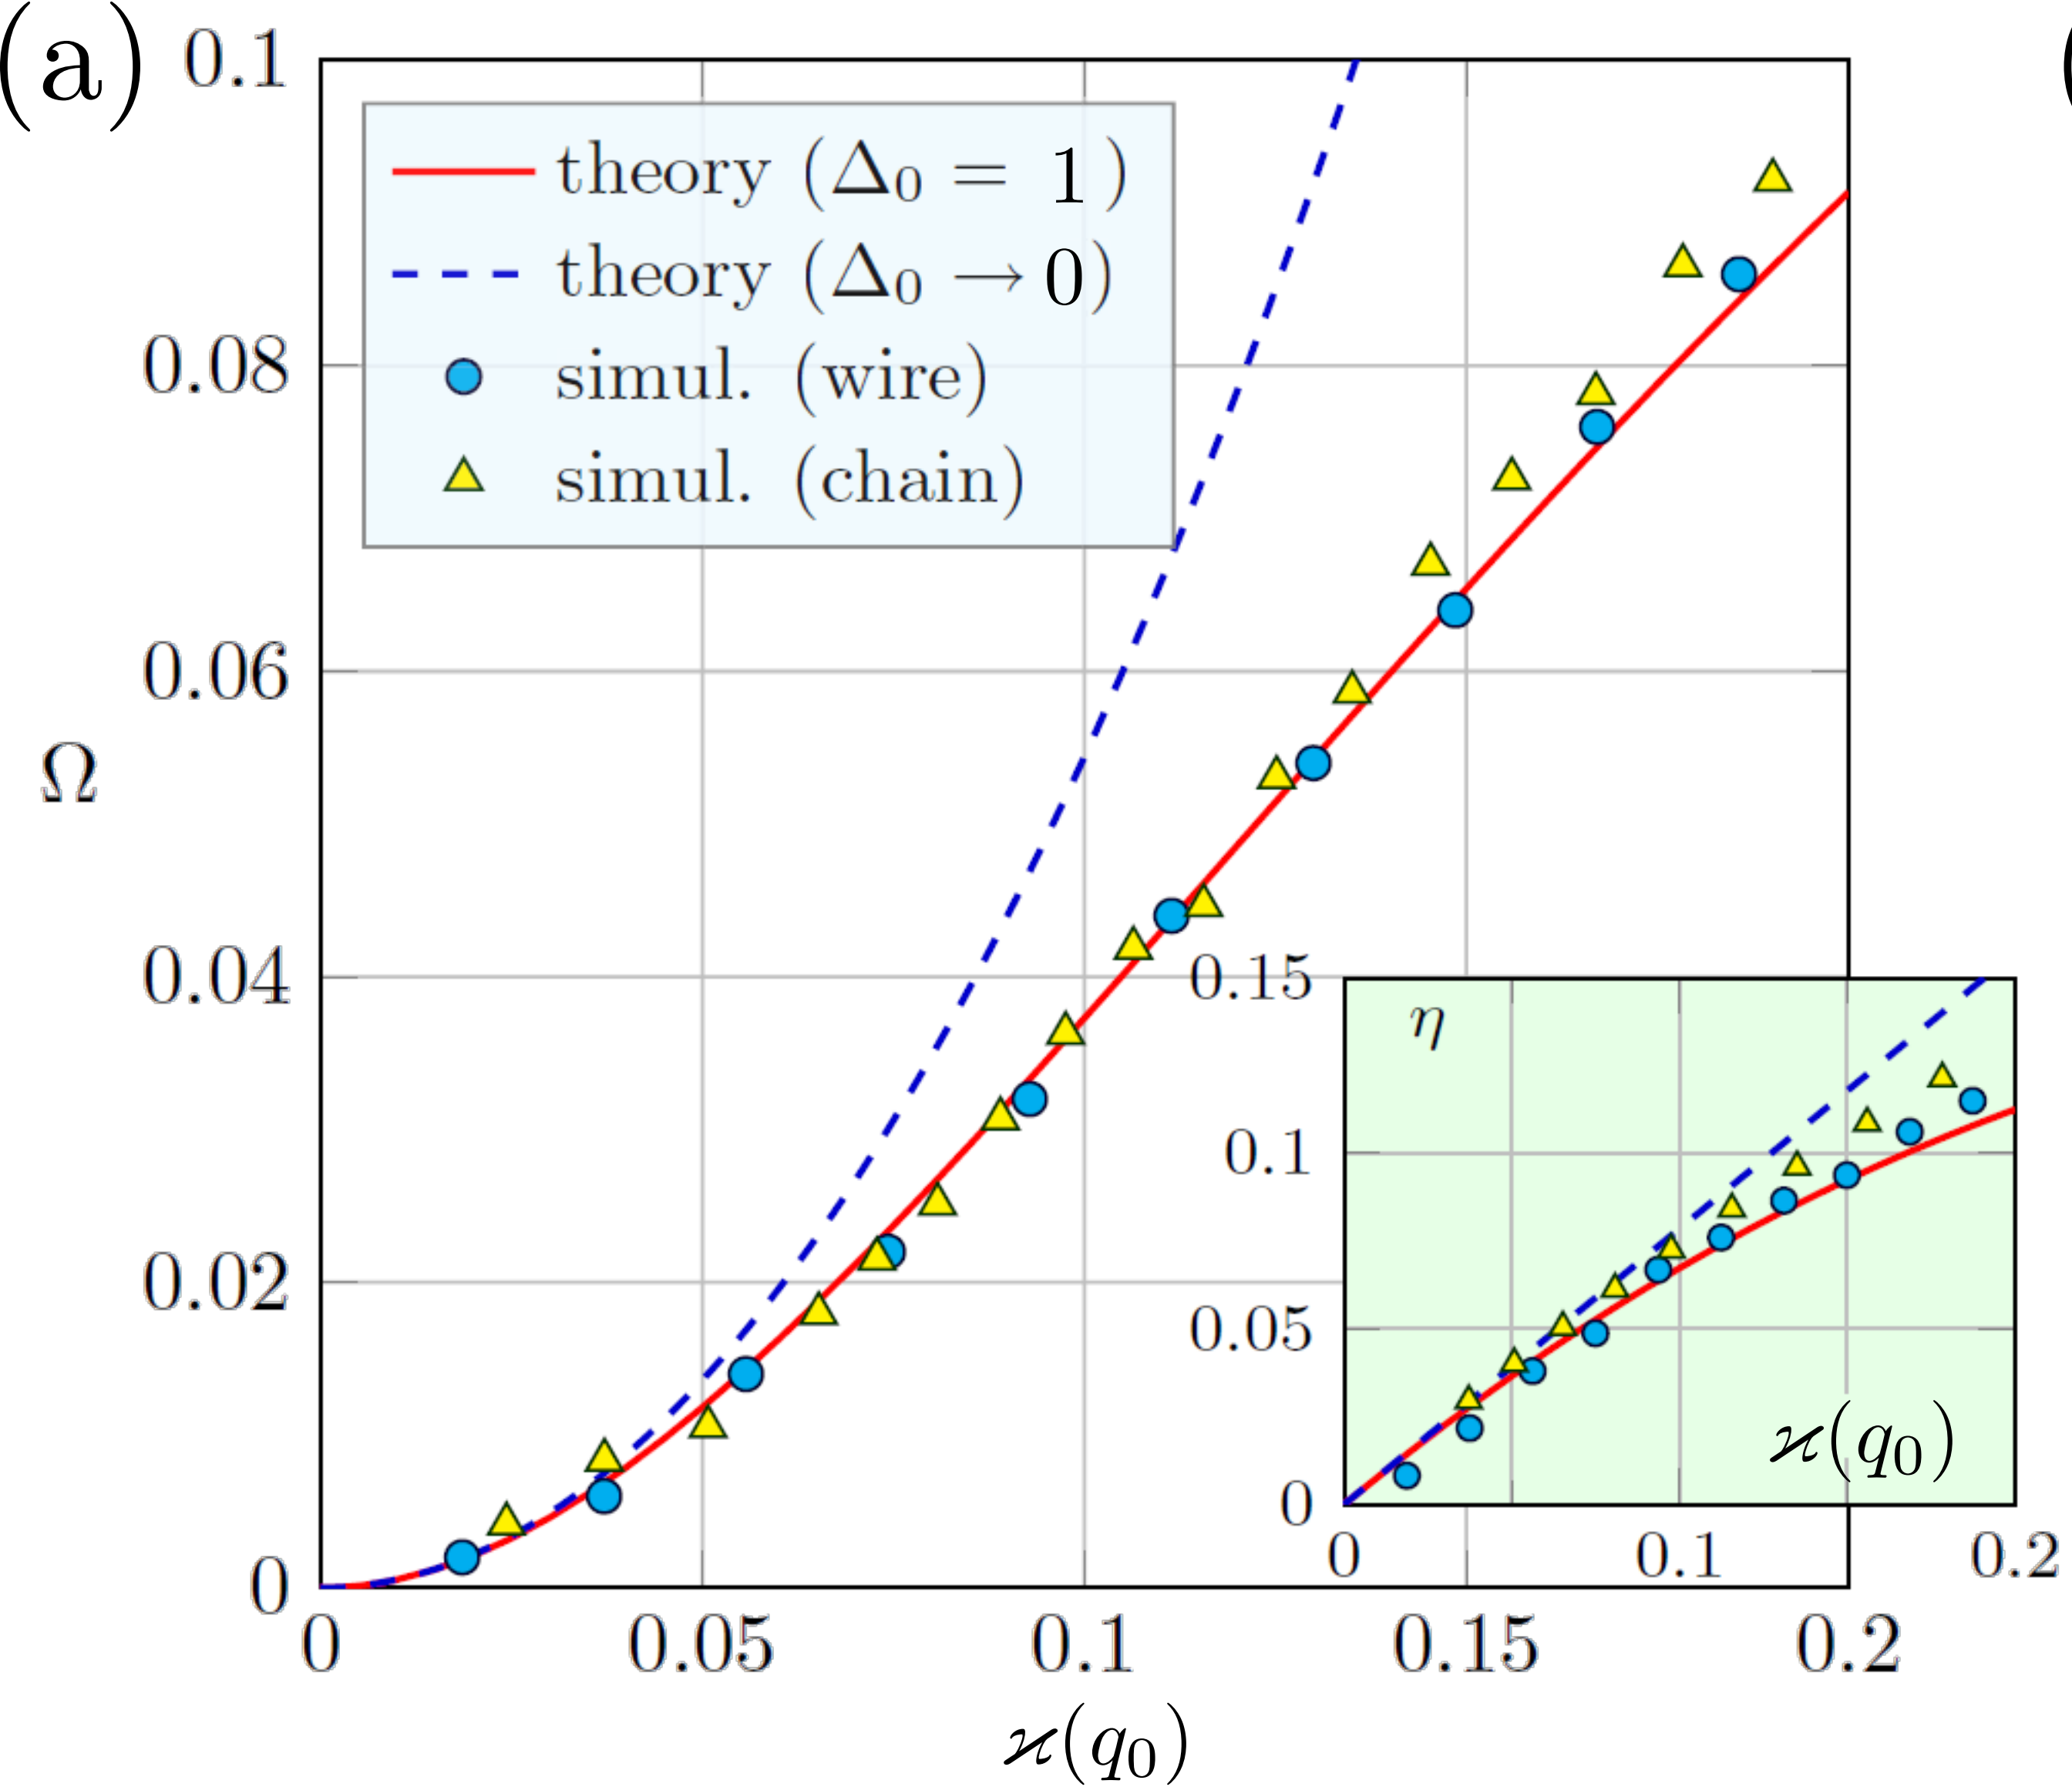 (a)
0.1
theory (Δ₀ = 1)
theory (Δ₀ → 0)
simul. (wire)
simul. (chain)
0.08
0.06
Ω
0.04
0.02
0
0 0.05 0.1 0.15 0.2
ϰ(q₀)
0.15
η
0.1
0.05
0
ϰ(q₀)
0 0.1 0.2
(